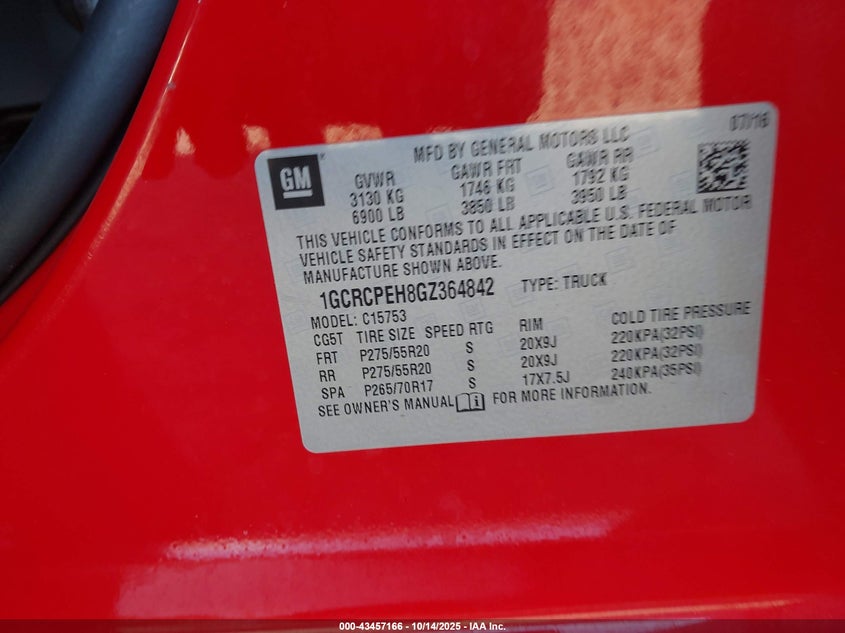 07/16
MFD BY GENERAL MOTORS LLC
GM
GVWR GAWR FRT GAWR RR
3130 KG 1746 KG 1792 KG
6900 LB 3850 LB 3950 LB
THIS VEHICLE CONFORMS TO ALL APPLICABLE U.S. FEDERAL MOTOR
VEHICLE SAFETY STANDARDS IN EFFECT ON THE DATE OF
MANUFACTURE SHOWN ABOVE.
1GCRCPEH8GZ364842 TYPE: TRUCK
MODEL: C15753
CG5T TIRE SIZE SPEED RTG RIM COLD TIRE PRESSURE
FRT P275/55R20 S 20X9J 220KPA(32PSI)
RR P275/55R20 S 20X9J 220KPA(32PSI)
SPA P265/70R17 S 17X7.5J 240KPA(35PSI)
SEE OWNER'S MANUAL i FOR MORE INFORMATION.
000-43457166 - 10/14/2025 - IAA Inc.